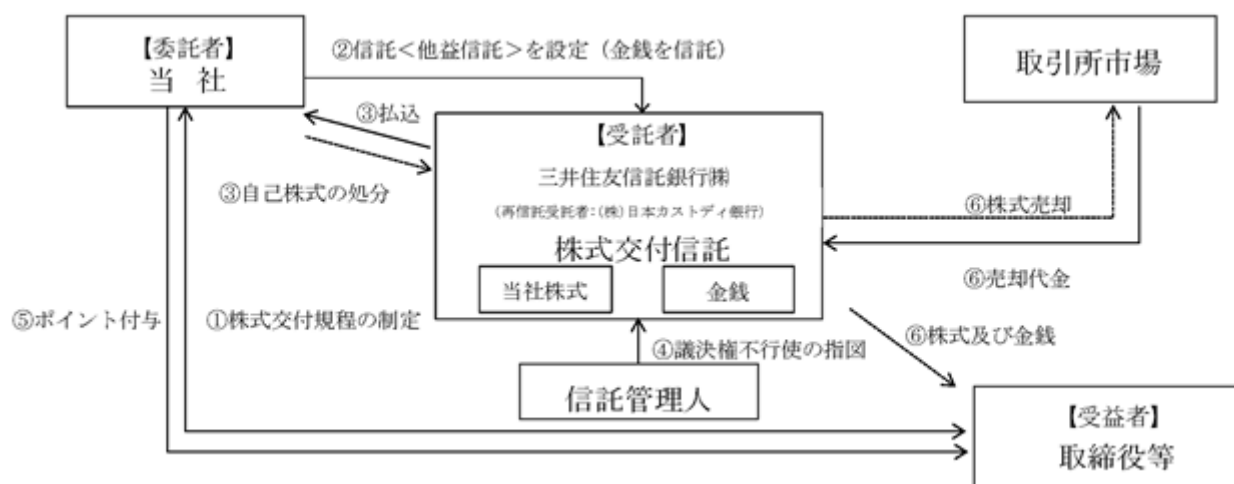 【委託者】
当 社
②信託<他益信託>を設定（金銭を信託）
取引所市場
③払込
【受託者】
三井住友信託銀行㈱
(再信託受託者:(株)日本カストディ銀行)
株式交付信託
当社株式
金銭
③自己株式の処分
⑥株式売却
⑥売却代金
⑤ポイント付与
①株式交付規程の制定
④議決権不行使の指図
⑥株式及び金銭
信託管理人
【受益者】
取締役等